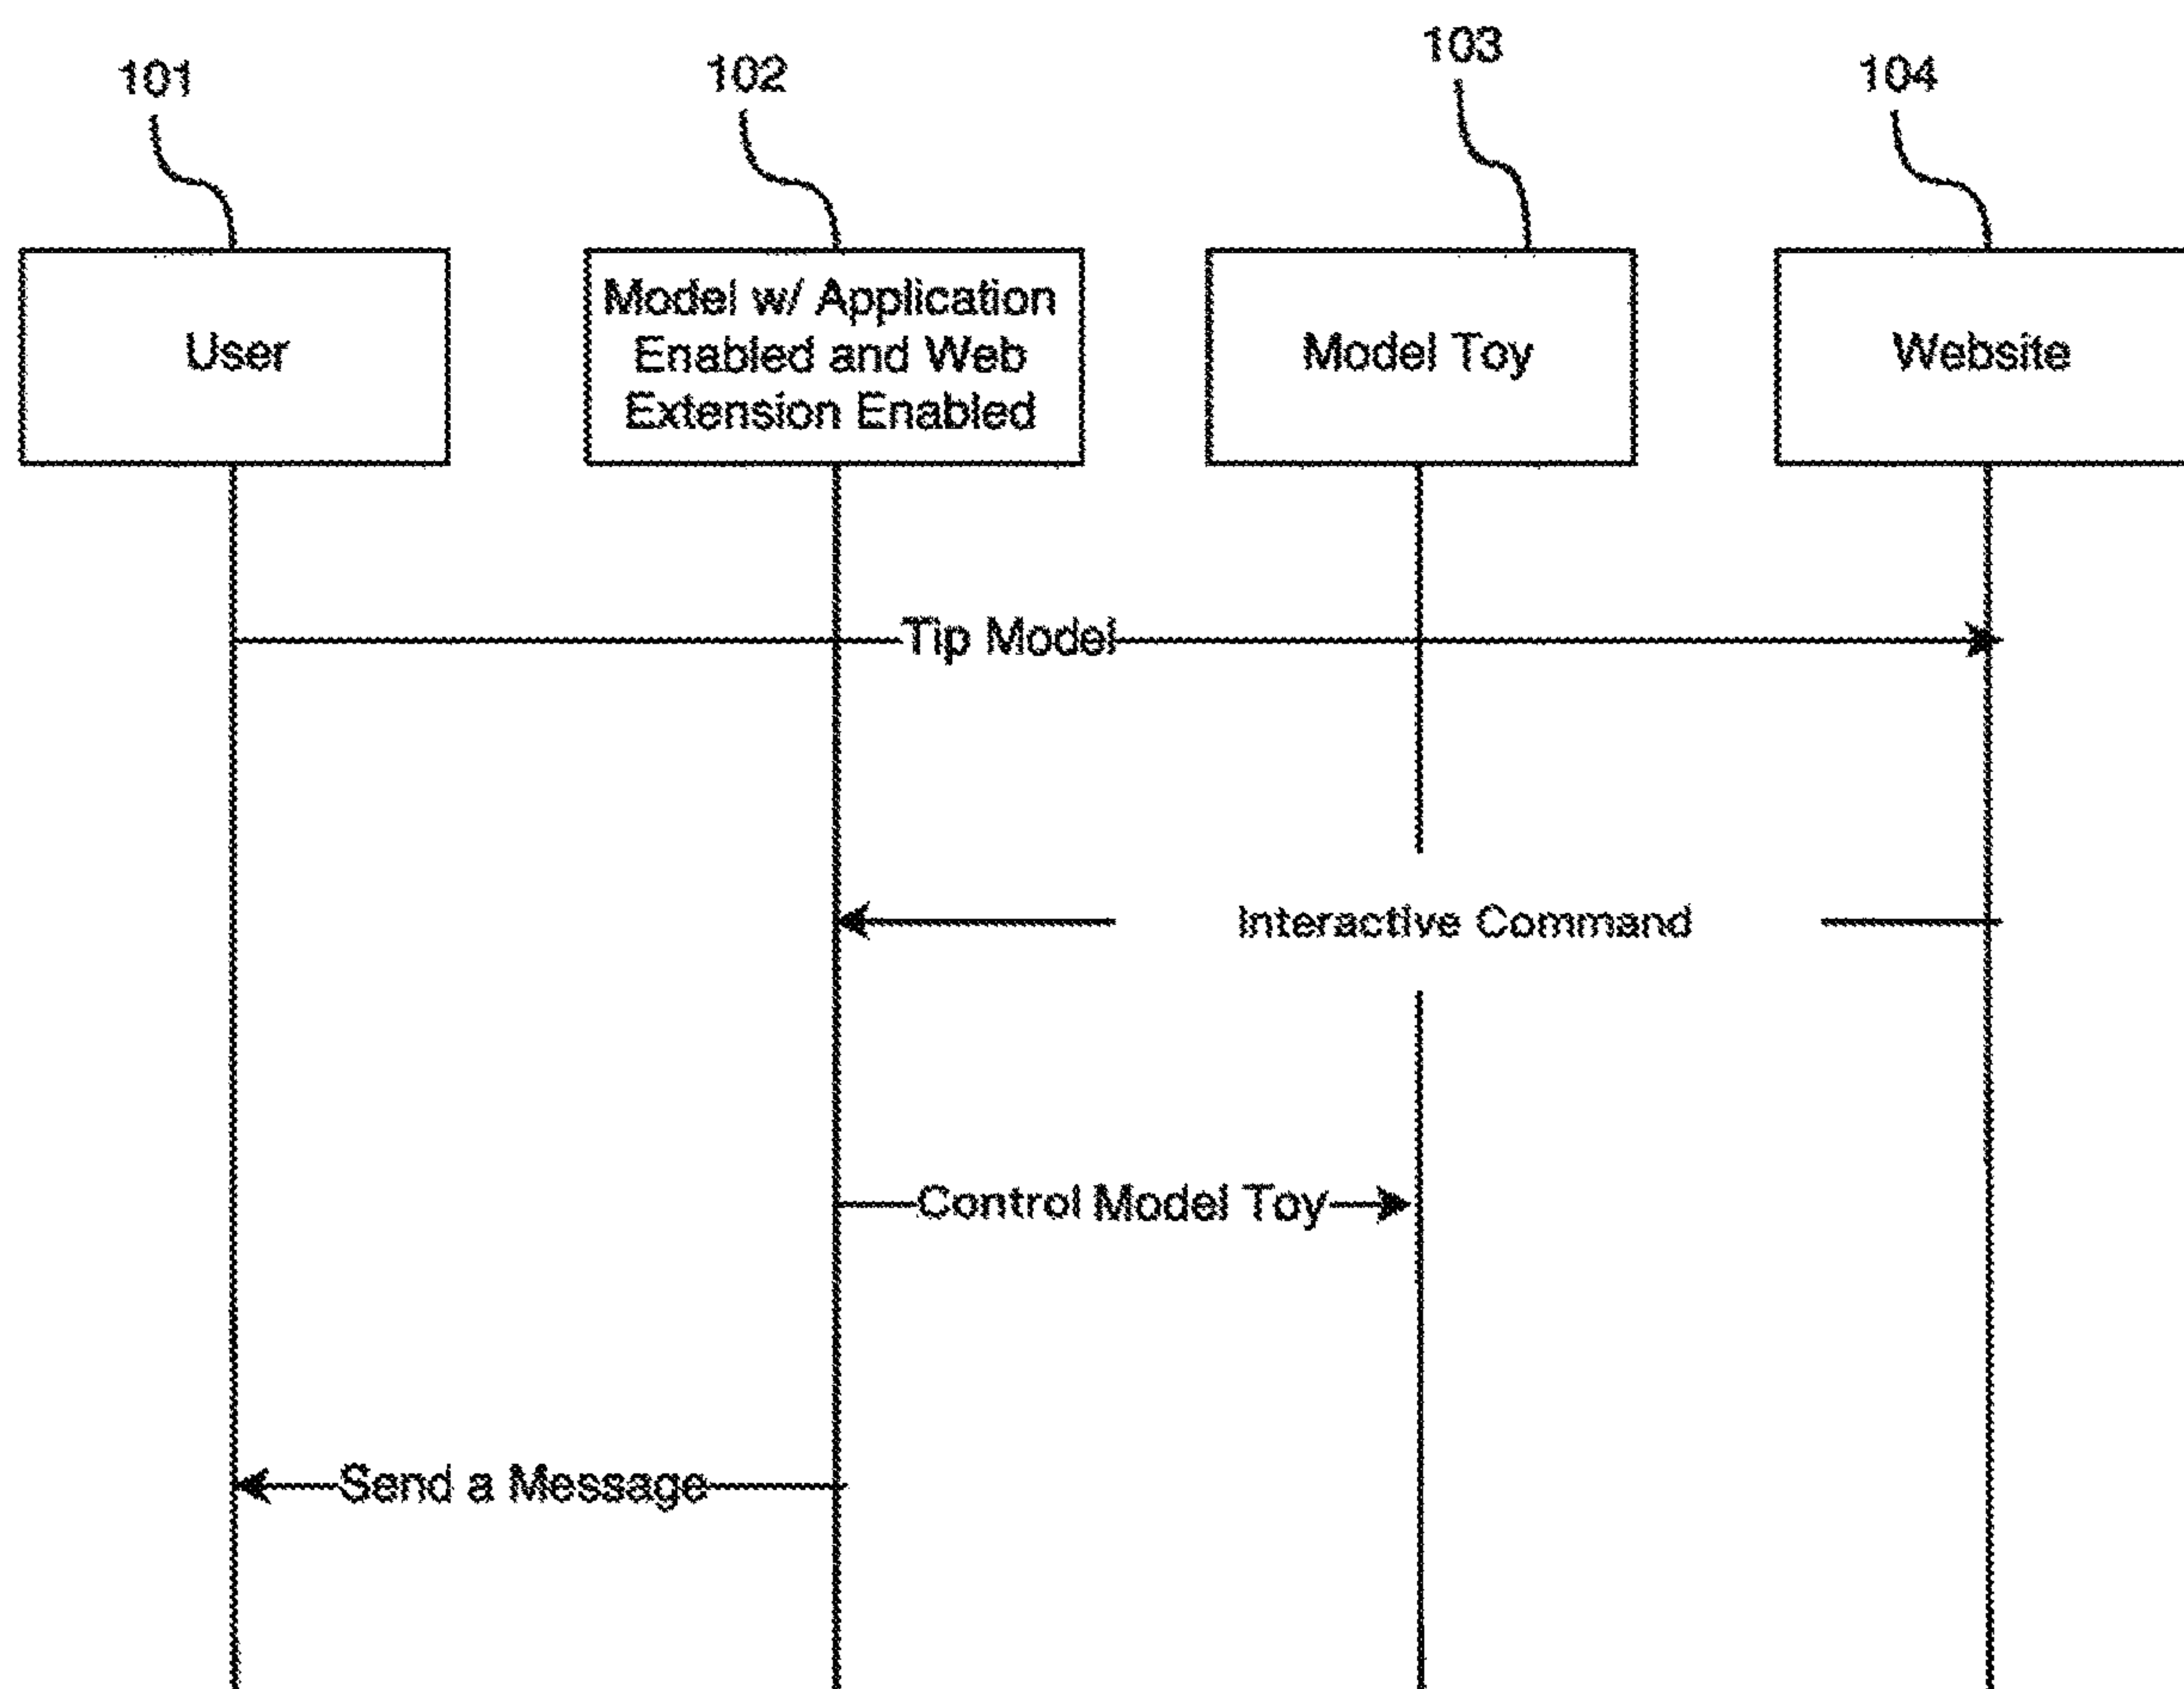 101
102
103
104
User
Model w/ Application
Enabled and Web
Extension Enabled
Model Toy
Website
Tip Model
Interactive Command
Control Model Toy
Send a Message